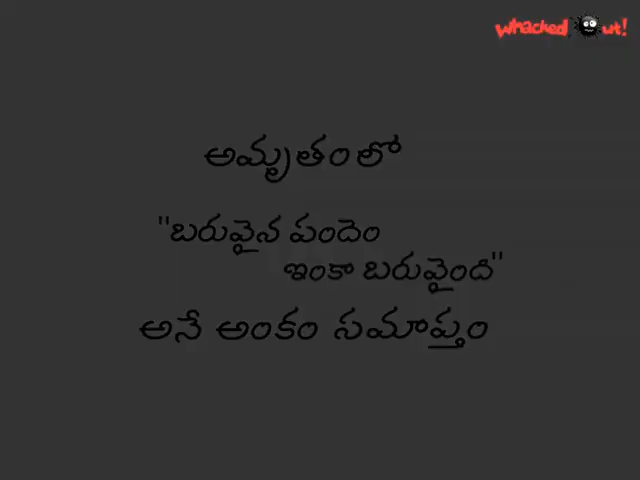 whacked out!
అమృతం లో
"బరువైన పందెం
ఇంకా బరువైంది"
అనే అంకం సమాప్తం